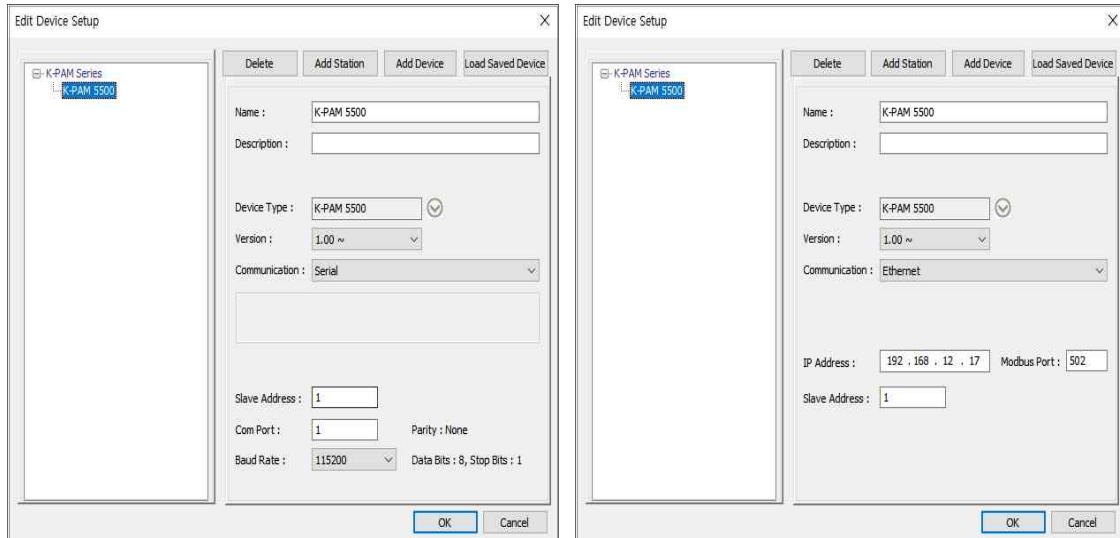 Edit Device Setup X
K-PAM Series
K-PAM 5500
Delete Add Station Add Device Load Saved Device
Name : K-PAM 5500
Description :
Device Type : K-PAM 5500
Version : 1.00 ~
Communication : Serial
Slave Address : 1
Com Port : 1 Parity : None
Baud Rate : 115200 Data Bits : 8, Stop Bits : 1
OK Cancel
Edit Device Setup X
K-PAM Series
K-PAM 5500
Delete Add Station Add Device Load Saved Device
Name : K-PAM 5500
Description :
Device Type : K-PAM 5500
Version : 1.00 ~
Communication : Ethernet
IP Address : 192 . 168 . 12 . 17 Modbus Port : 502
Slave Address : 1
OK Cancel